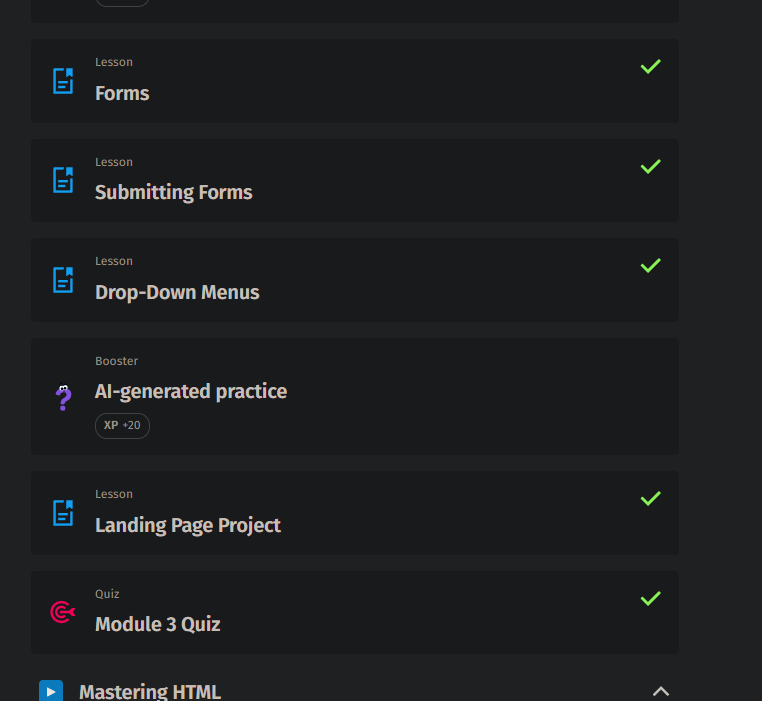 Lesson
Forms
Lesson
Submitting Forms
Lesson
Drop-Down Menus
Booster
AI-generated practice
XP +20
Lesson
Landing Page Project
Quiz
Module 3 Quiz
Mastering HTML